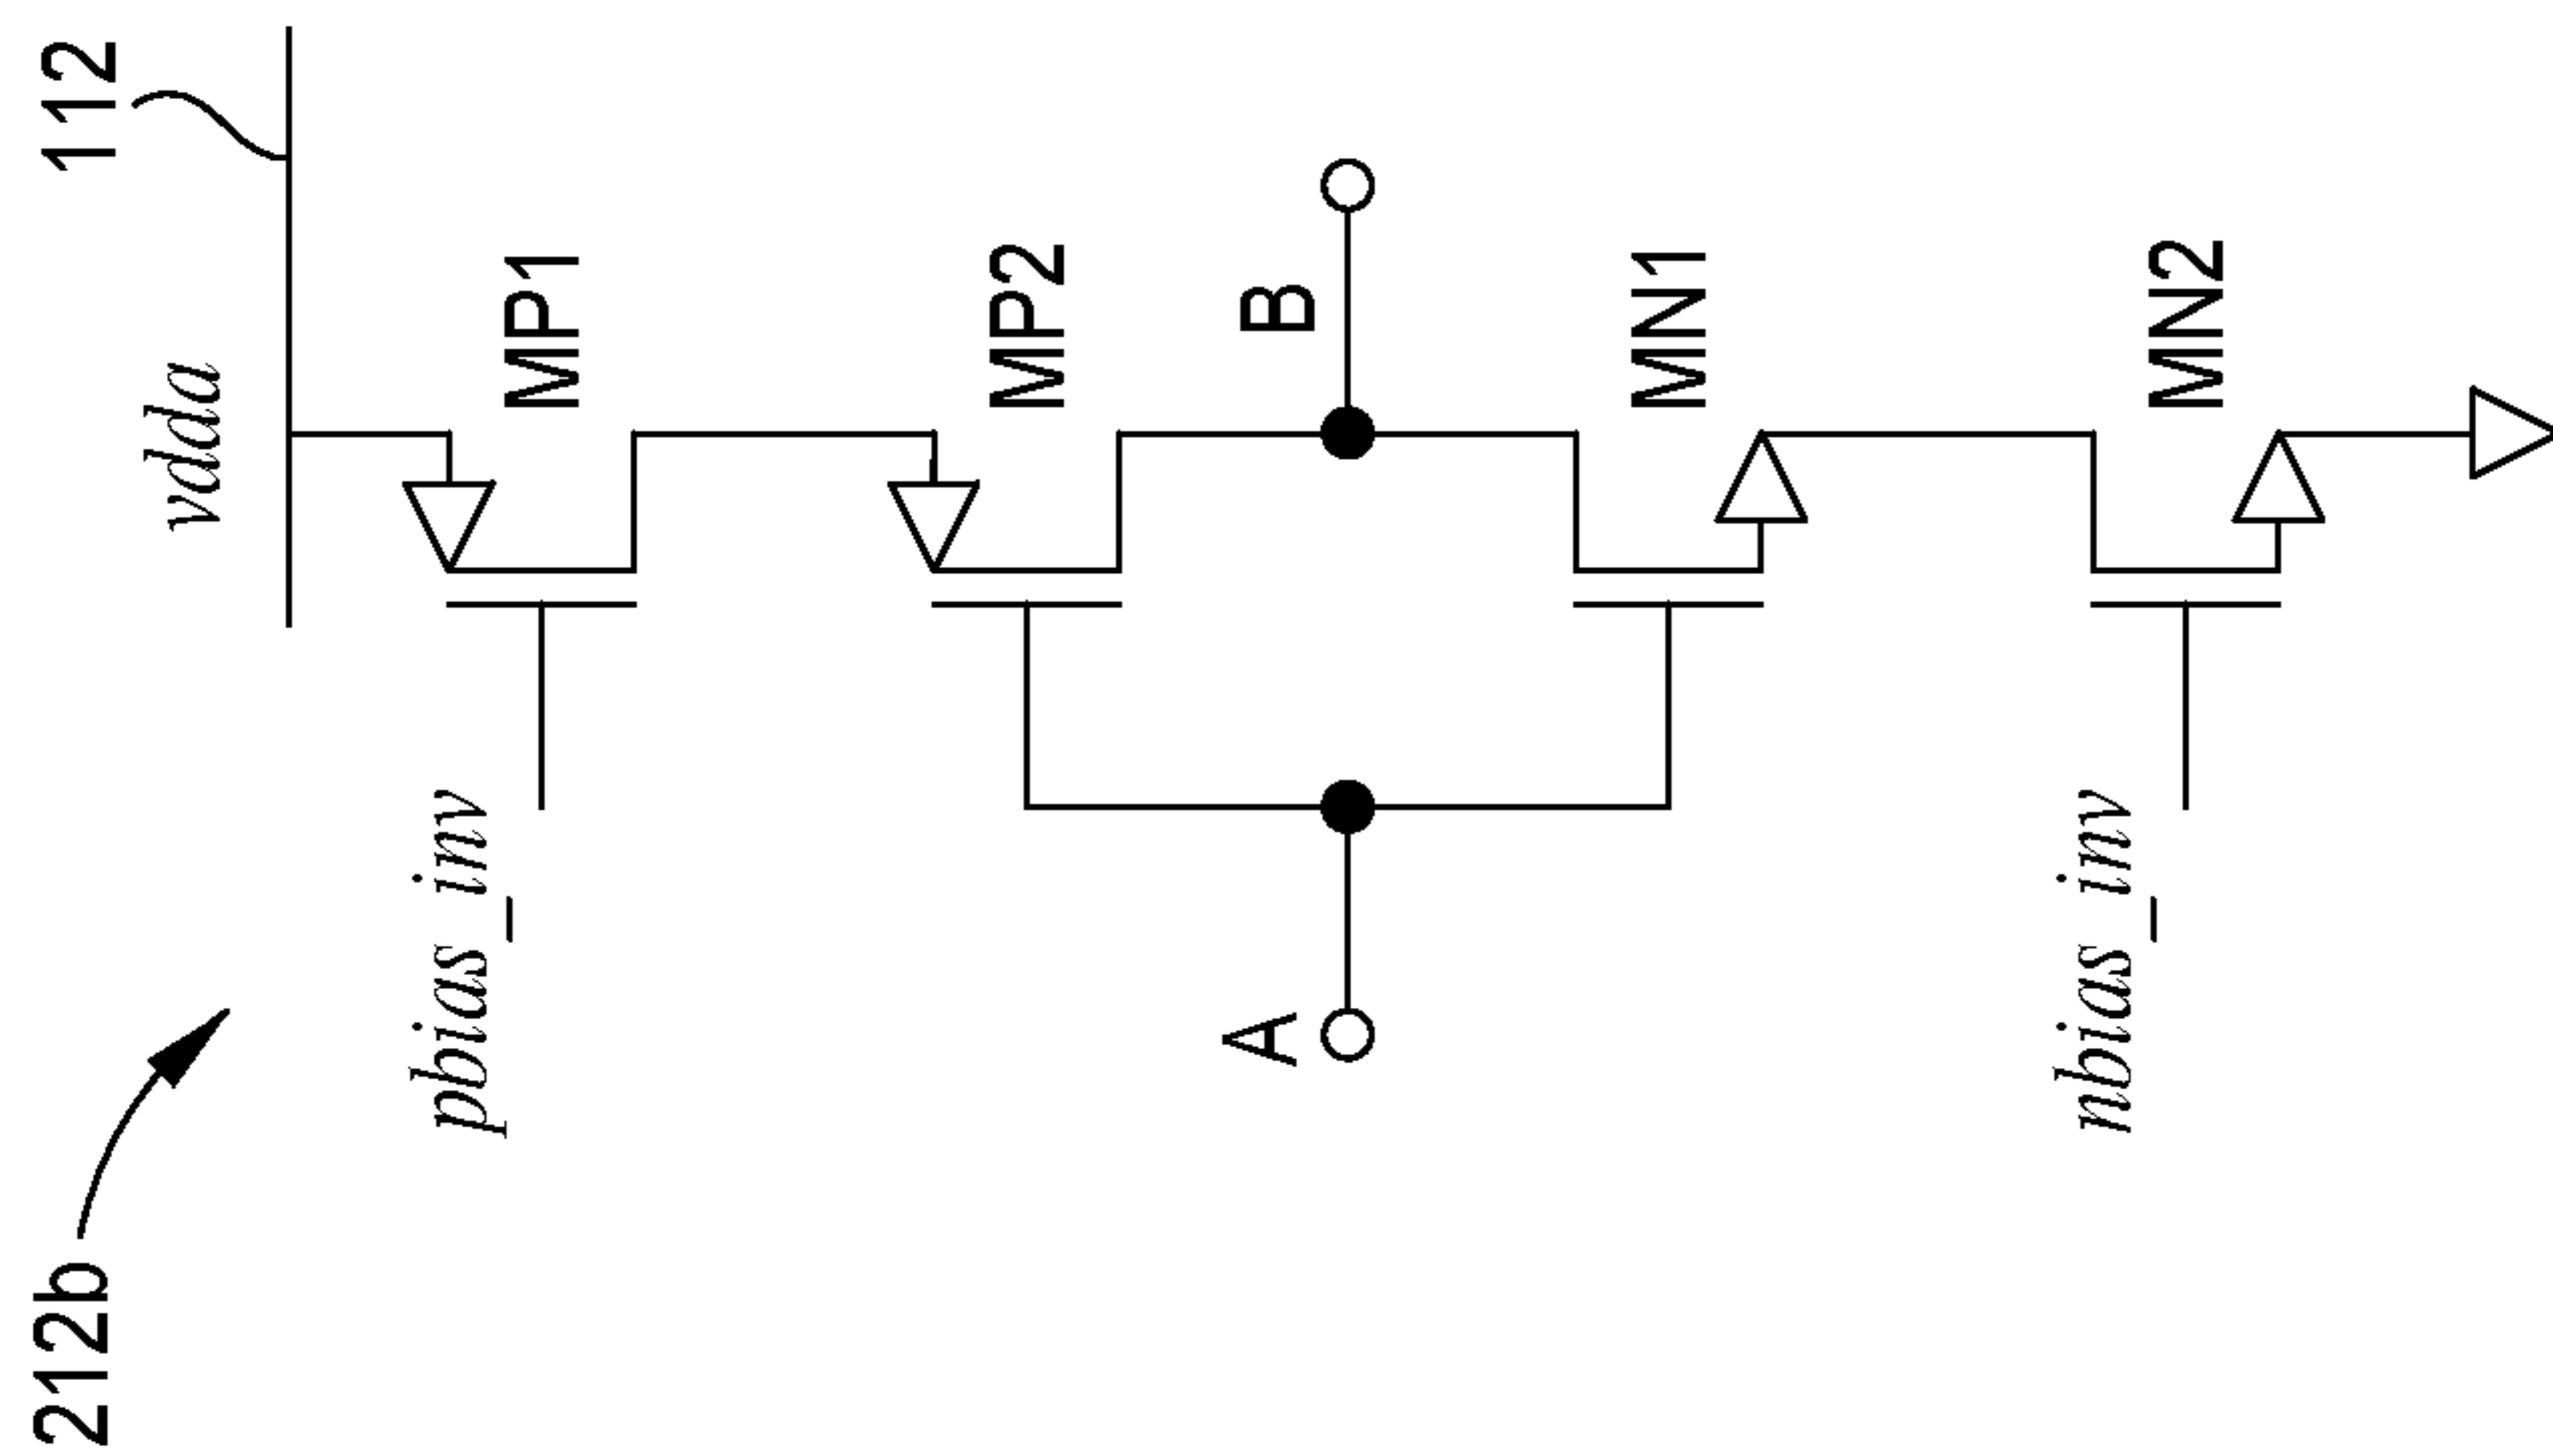 212b
112
vdda
pbias_inv
MP1
MP2
A
B
MN1
nbias_inv
MN2